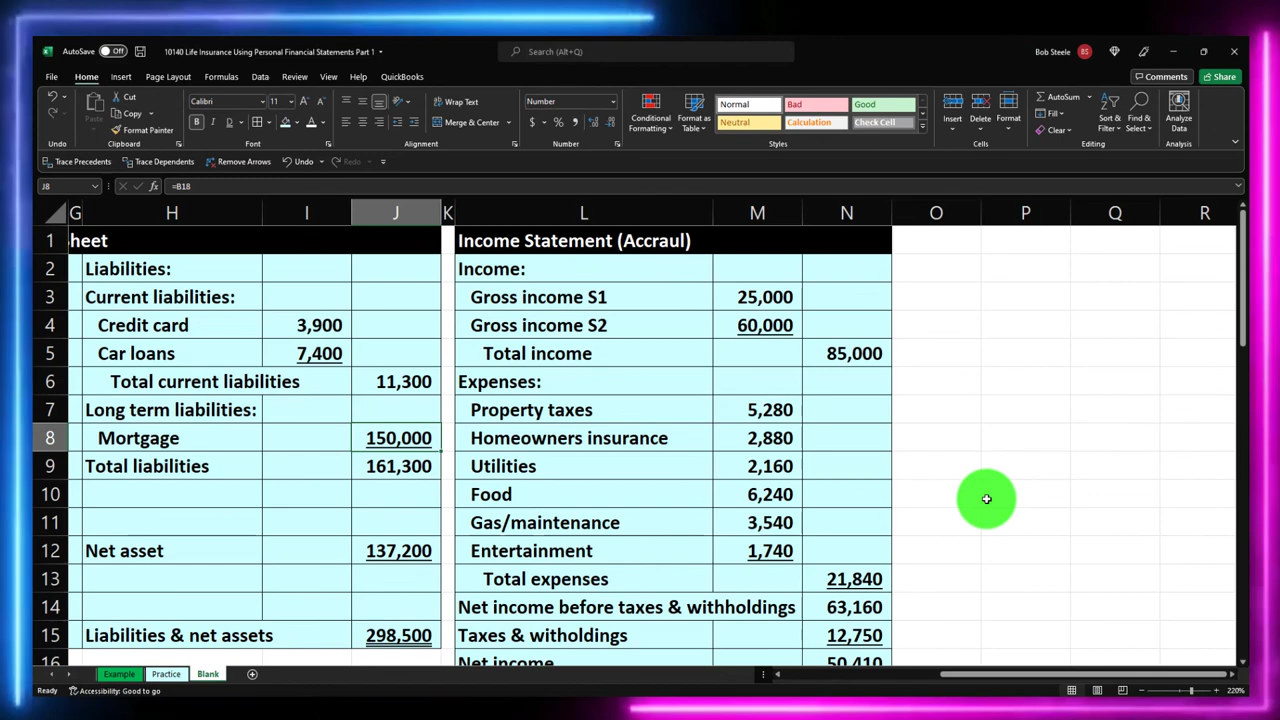 AutoSave Off 10140 Life Insurance Using Personal Financial Statements Part 1 Search (Alt+Q) Bob Steele BS
File Home Insert Page Layout Formulas Data Review View Help QuickBooks Comments Share
Cut Calibri 11 Wrap Text Number Normal Bad Good AutoSum
Copy Fill
Paste Format Painter Merge & Center Conditional Formatting Format as Table Neutral Calculation Check Cell Insert Delete Format Clear Sort & Filter Find & Select Analyze Data
Undo Clipboard Font Alignment Number Styles Cells Editing Analysis
Trace Precedents Trace Dependents Remove Arrows Undo Redo
J8 =B18
G H I J K L M N O P Q R
1 heet Income Statement (Accraul)
2 Liabilities: Income:
3 Current liabilities: Gross income S1 25,000
4 Credit card 3,900 Gross income S2 60,000
5 Car loans 7,400 Total income 85,000
6 Total current liabilities 11,300 Expenses:
7 Long term liabilities: Property taxes 5,280
8 Mortgage 150,000 Homeowners insurance 2,880
9 Total liabilities 161,300 Utilities 2,160
10 Food 6,240
11 Gas/maintenance 3,540
12 Net asset 137,200 Entertainment 1,740
13 Total expenses 21,840
14 Net income before taxes & withholdings 63,160
15 Liabilities & net assets 298,500 Taxes & witholdings 12,750
16 Net income 50,410
Example Practice Blank
Ready Accessibility: Good to go 220%